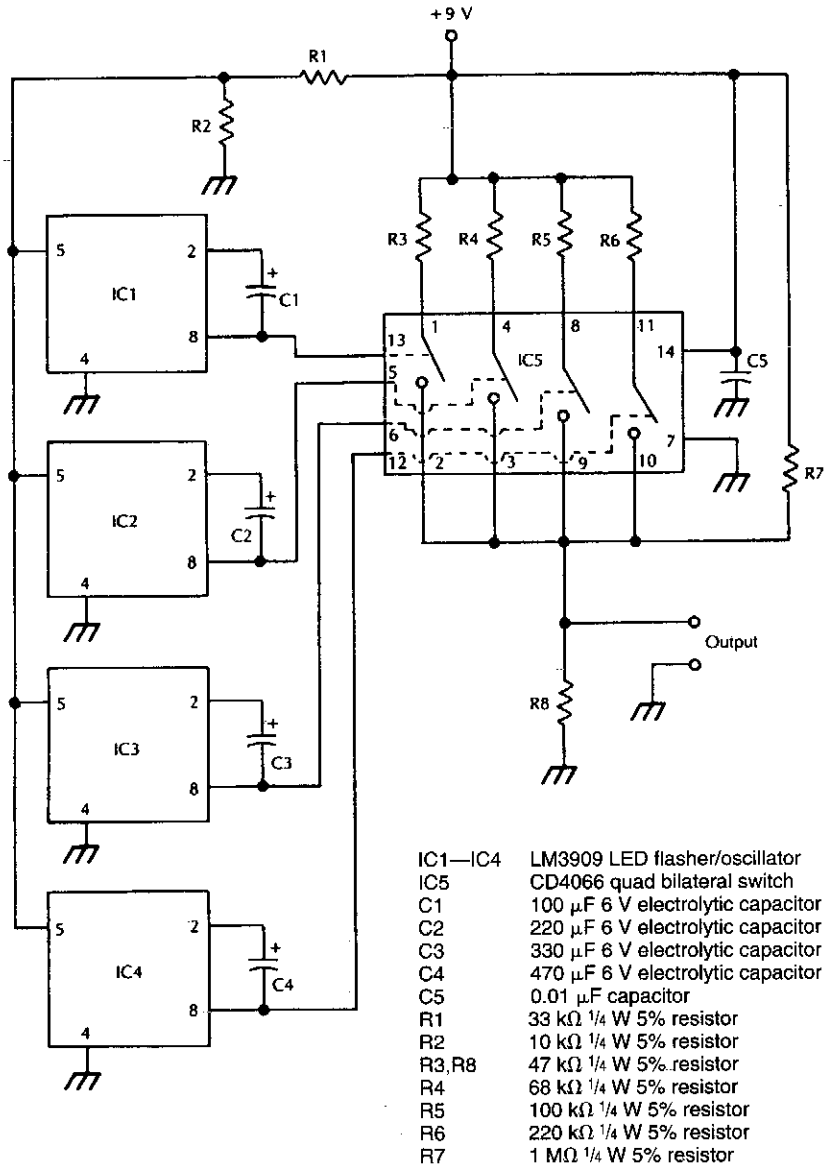 +9 V
R1
R2
R3
R4
R5
R6
5
2
IC1
+
C1
8
4
13
1
4
8
11
IC5
14
C5
5
6
7
12
2
3
9
10
R7
5
2
IC2
+
C2
8
4
Output
R8
5
2
IC3
+
C3
8
4
5
2
IC4
+
C4
8
4
IC1—IC4 LM3909 LED flasher/oscillator
IC5 CD4066 quad bilateral switch
C1 100 μF 6 V electrolytic capacitor
C2 220 μF 6 V electrolytic capacitor
C3 330 μF 6 V electrolytic capacitor
C4 470 μF 6 V electrolytic capacitor
C5 0.01 μF capacitor
R1 33 kΩ 1/4 W 5% resistor
R2 10 kΩ 1/4 W 5% resistor
R3,R8 47 kΩ 1/4 W 5% resistor
R4 68 kΩ 1/4 W 5% resistor
R5 100 kΩ 1/4 W 5% resistor
R6 220 kΩ 1/4 W 5% resistor
R7 1 MΩ 1/4 W 5% resistor